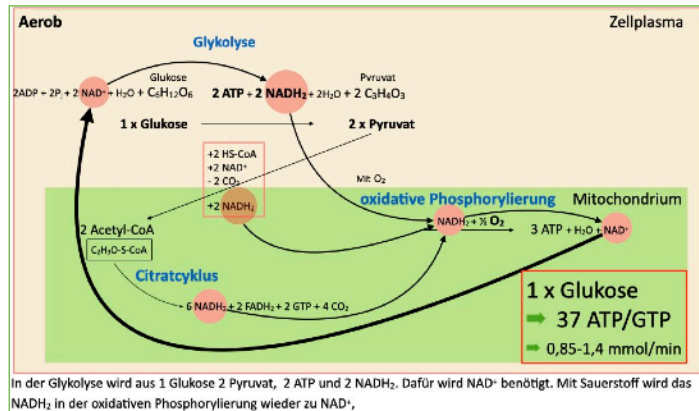 Aerob
Zellplasma
Glykolyse
Glukose
Pyruvat
2ADP + 2Pi + 2 NAD⁺ + H₂O + C₆H₁₂O₆
2 ATP + 2 NADH₂ + 2H₂O + 2 C₃H₄O₃
1 x Glukose
2 x Pyruvat
+2 HS-CoA
+2 NAD⁺
- 2 CO₂
+2 NADH₂
Mit O₂
oxidative Phosphorylierung
Mitochondrium
NADH₂ + ½ O₂
3 ATP + H₂O + NAD⁺
2 Acetyl-CoA
C₂H₃O-S-CoA
Citratcyklus
6 NADH₂ + 2 FADH₂ + 2 GTP + 4 CO₂
1 x Glukose
37 ATP/GTP
0,85-1,4 mmol/min
In der Glykolyse wird aus 1 Glukose 2 Pyruvat, 2 ATP und 2 NADH₂. Dafür wird NAD⁺ benötigt. Mit Sauerstoff wird das
NADH₂ in der oxidativen Phosphorylierung wieder zu NAD⁺,